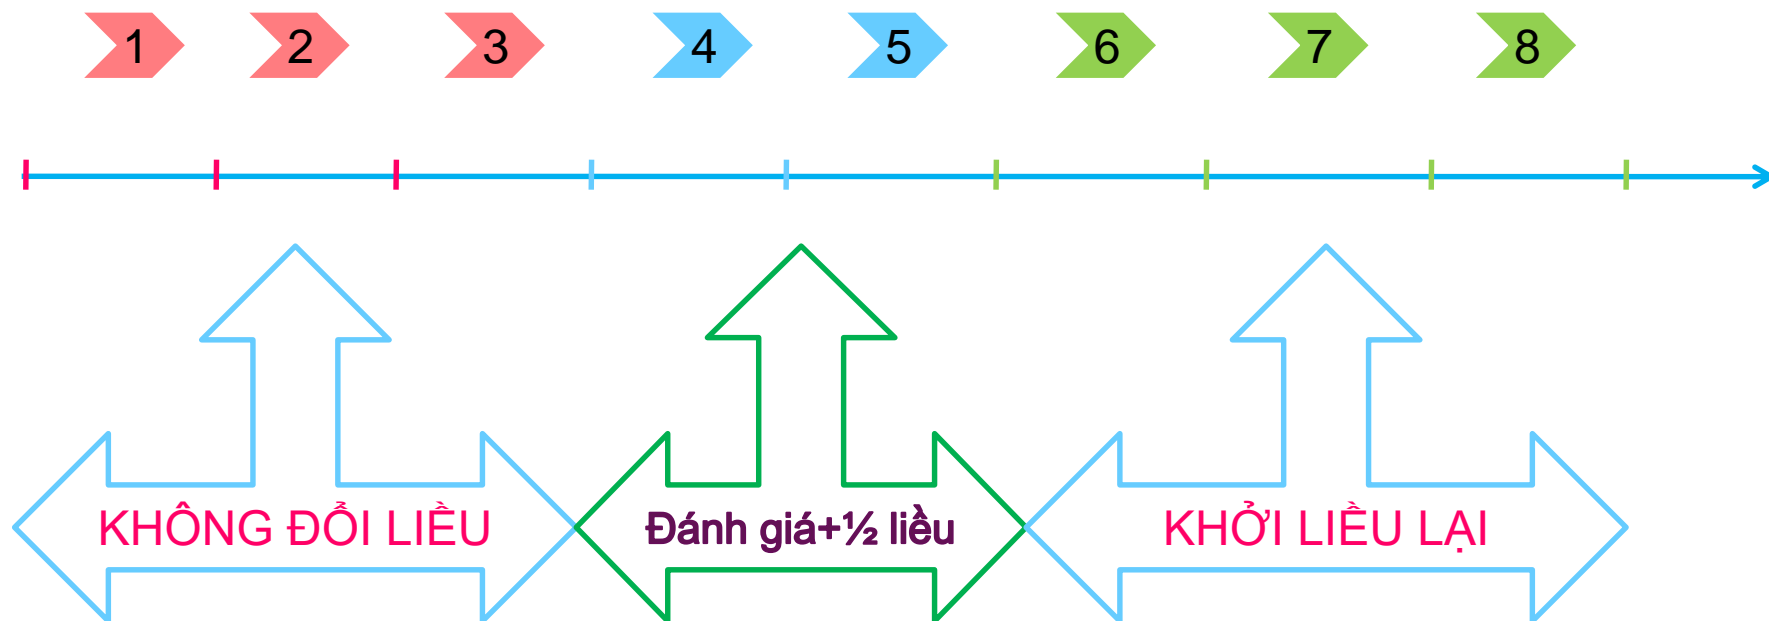 1 2 3 4 5 6 7 8
KHÔNG ĐỔI LIỀU
Đánh giá+½ liều
KHỞI LIỀU LẠI